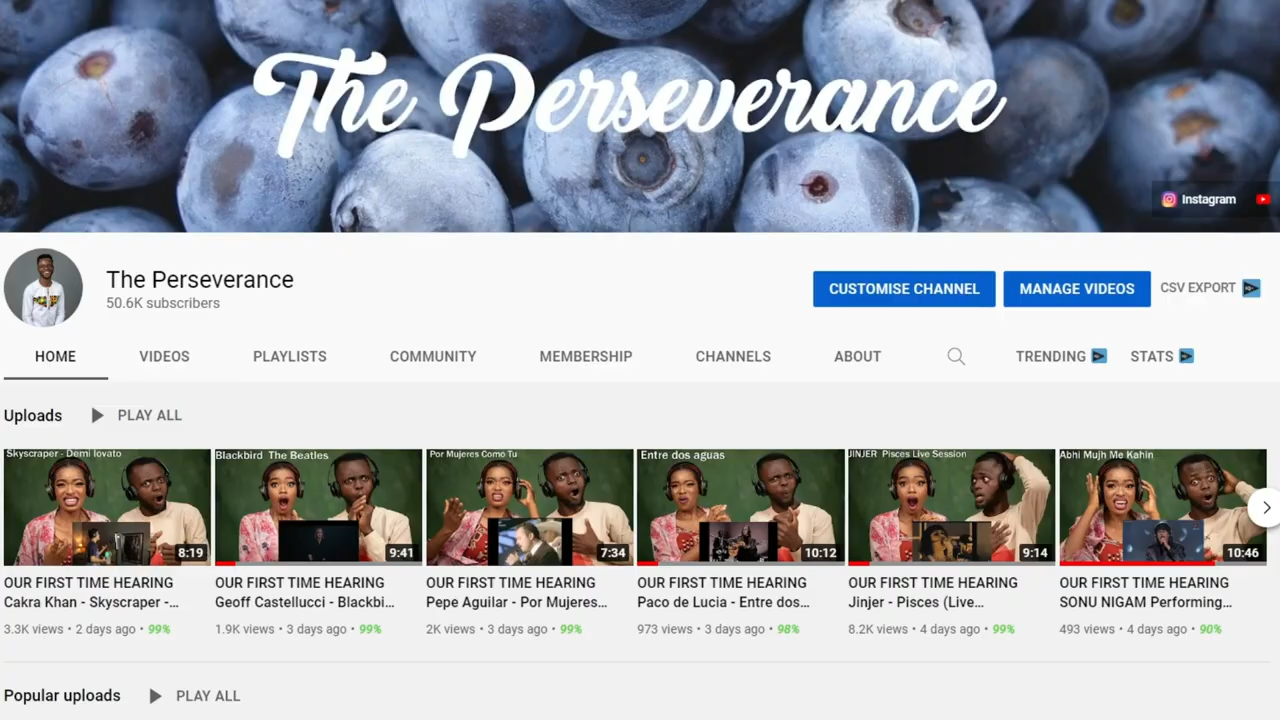 The Perseverance
Instagram
The Perseverance
50.6K subscribers
CUSTOMISE CHANNEL
MANAGE VIDEOS
CSV EXPORT
HOME
VIDEOS
PLAYLISTS
COMMUNITY
MEMBERSHIP
CHANNELS
ABOUT
TRENDING
STATS
Uploads
PLAY ALL
Skyscraper - Demi lovato
8:19
OUR FIRST TIME HEARING
Cakra Khan - Skyscraper -...
3.3K views • 2 days ago • 99%
Blackbird The Beatles
9:41
OUR FIRST TIME HEARING
Geoff Castellucci - Blackbi...
1.9K views • 3 days ago • 99%
Por Mujeres Como Tu
7:34
OUR FIRST TIME HEARING
Pepe Aguilar - Por Mujeres...
2K views • 3 days ago • 99%
Entre dos aguas
10:12
OUR FIRST TIME HEARING
Paco de Lucia - Entre dos...
973 views • 3 days ago • 98%
JINJER Pisces Live Session
9:14
OUR FIRST TIME HEARING
Jinjer - Pisces (Live...
8.2K views • 4 days ago • 99%
Abhi Mujh Me Kahin
10:46
OUR FIRST TIME HEARING
SONU NIGAM Performing...
493 views • 4 days ago • 90%
Popular uploads
PLAY ALL